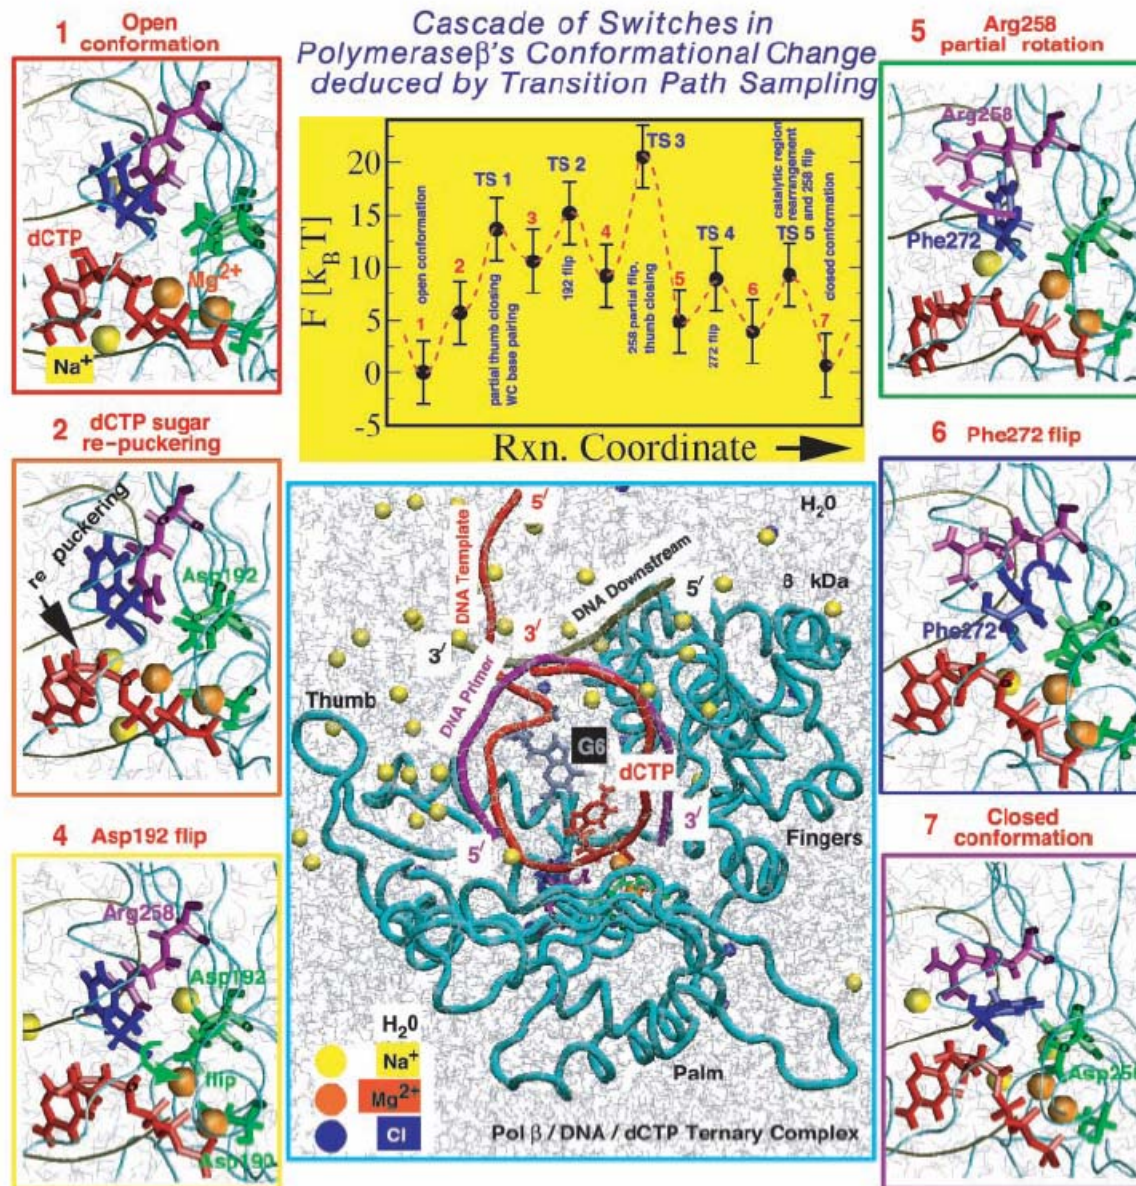 1 Open
conformation
dCTP
Mg2+
Na+
Cascade of Switches in
Polymeraseβ's Conformational Change
deduced by Transition Path Sampling
F [kBT]
20
15
10
5
0
-5
1
open conformation
2
TS 1
partial thumb closing
WC base pairing
3
TS 2
192 flip
4
TS 3
258 partial flip,
thumb closing
5
TS 4
272 flip
6
catalytic region
rearrangement
and 258 flip
TS 5
closed conformation
7
Rxn. Coordinate
5 Arg258
partial rotation
Arg258
Phe272
2 dCTP sugar
re-puckering
re puckering
Asp192
6 Phe272 flip
Phe272
4 Asp192 flip
Arg258
Asp192
flip
Asp190
7 Closed
conformation
Asp256
5′
H2O
DNA Template
DNA Downstream
8 kDa
5′
3′
3′
DNA Primer
Thumb
G6
dCTP
3′
5′
Fingers
H2O
Na+
Mg2+
Cl
Palm
Pol β / DNA / dCTP Ternary Complex